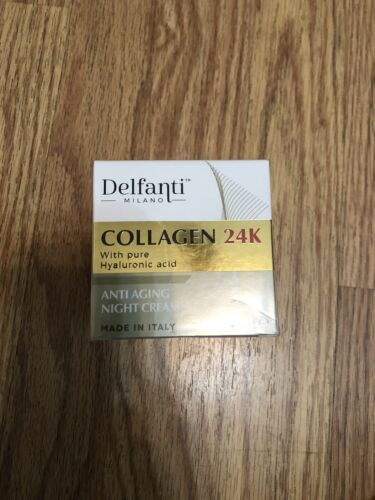 Delfanti™
MILANO
COLLAGEN 24K
With pure
Hyaluronic acid
ANTI AGING
NIGHT CREAM
MADE IN ITALY